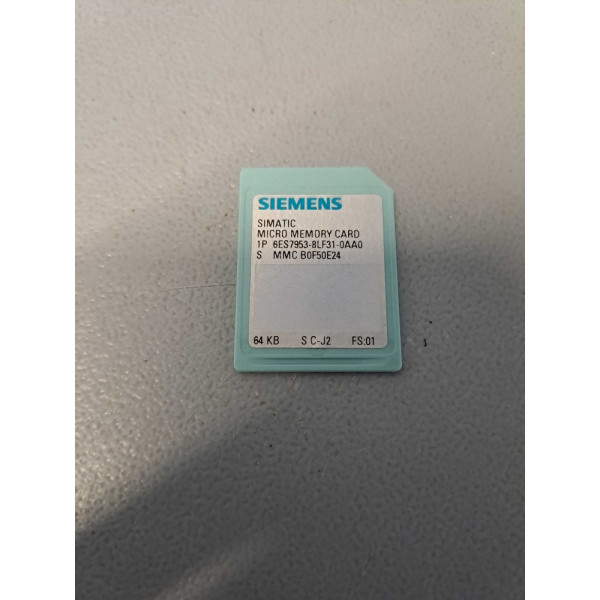 SIEMENS
SIMATIC
MICRO MEMORY CARD
1P 6ES7953-8LF31-0AA0
S MMC B0F50E24
64 KB S C-J2 FS:01